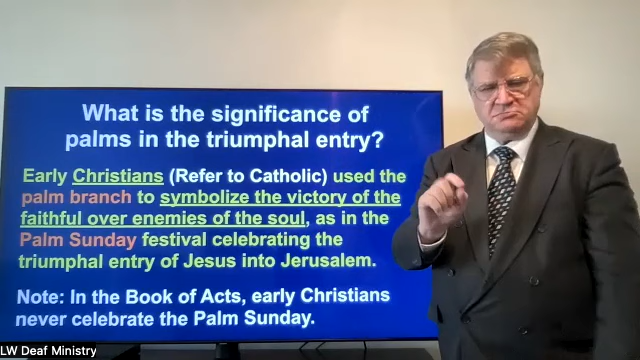 What is the significance of
palms in the triumphal entry?
Early Christians (Refer to Catholic) used the
palm branch to symbolize the victory of the
faithful over enemies of the soul, as in the
Palm Sunday festival celebrating the
triumphal entry of Jesus into Jerusalem.
Note: In the Book of Acts, early Christians
never celebrate the Palm Sunday.
LW Deaf Ministry